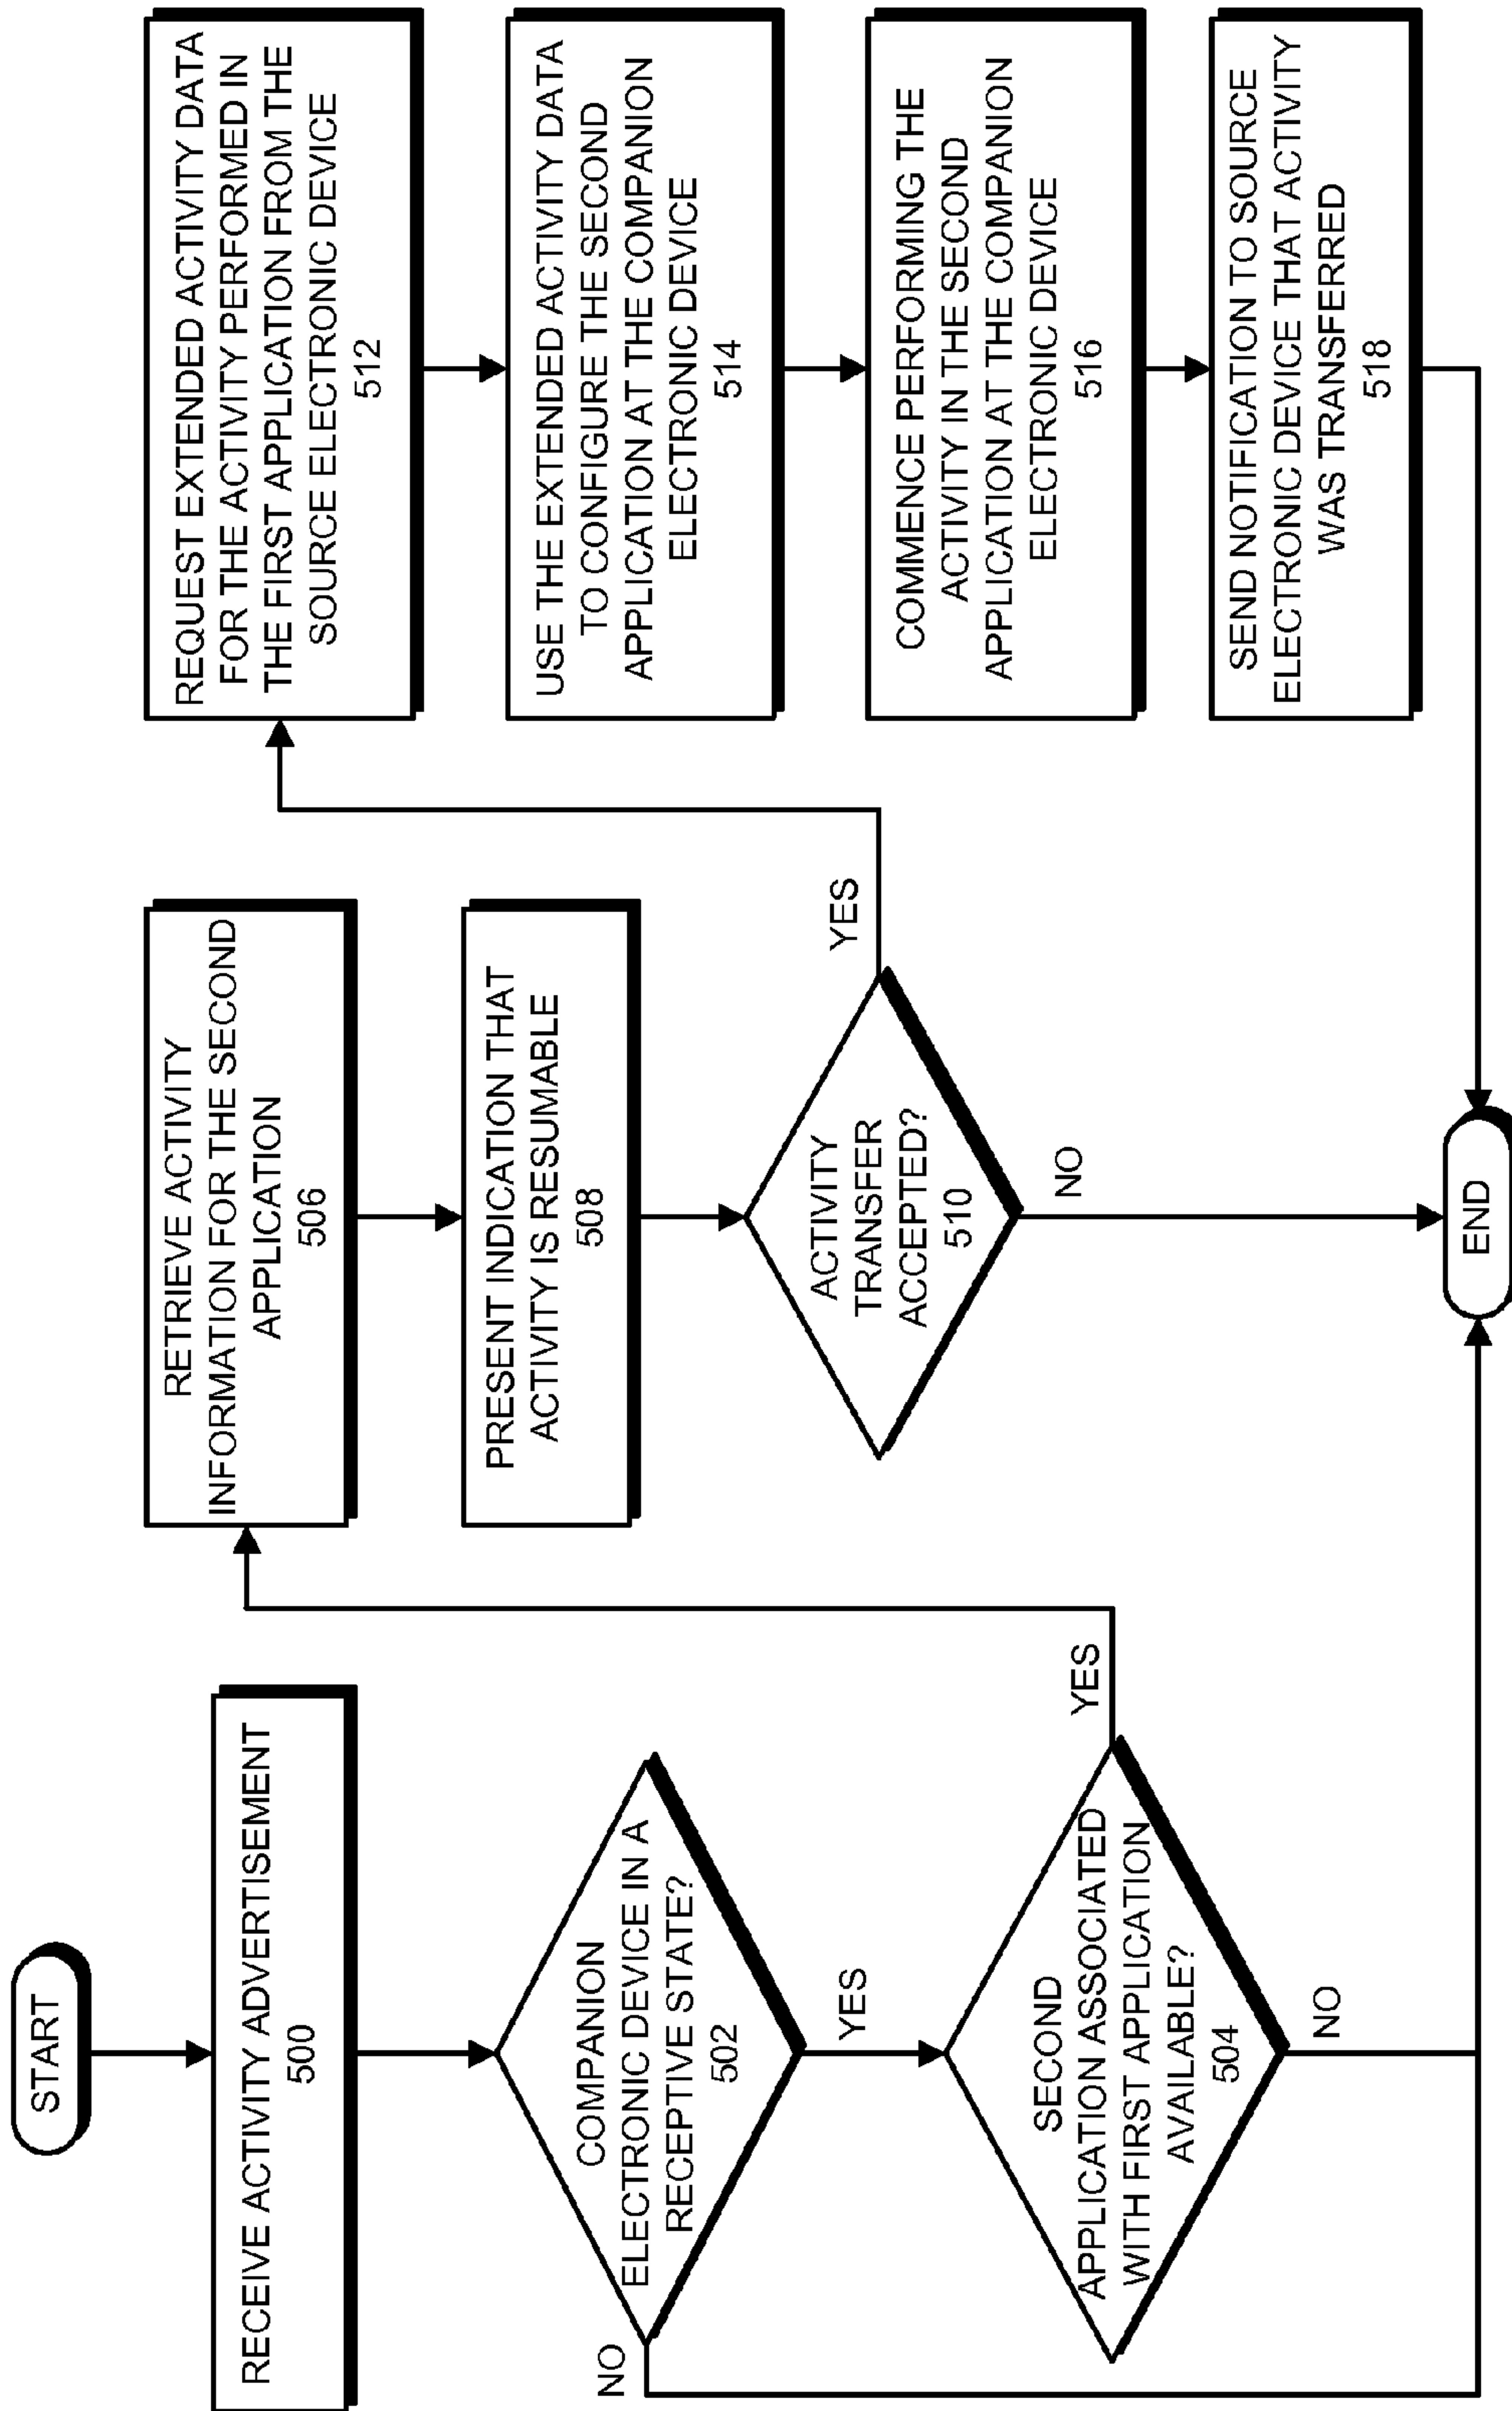 START
RECEIVE ACTIVITY ADVERTISEMENT
500
COMPANION
ELECTRONIC DEVICE IN A
RECEPTIVE STATE?
502
NO
YES
SECOND
APPLICATION ASSOCIATED
WITH FIRST APPLICATION
AVAILABLE?
504
YES
NO
RETRIEVE ACTIVITY
INFORMATION FOR THE SECOND
APPLICATION
506
PRESENT INDICATION THAT
ACTIVITY IS RESUMABLE
508
ACTIVITY
TRANSFER
ACCEPTED?
510
YES
NO
REQUEST EXTENDED ACTIVITY DATA
FOR THE ACTIVITY PERFORMED IN
THE FIRST APPLICATION FROM THE
SOURCE ELECTRONIC DEVICE
512
USE THE EXTENDED ACTIVITY DATA
TO CONFIGURE THE SECOND
APPLICATION AT THE COMPANION
ELECTRONIC DEVICE
514
COMMENCE PERFORMING THE
ACTIVITY IN THE SECOND
APPLICATION AT THE COMPANION
ELECTRONIC DEVICE
516
SEND NOTIFICATION TO SOURCE
ELECTRONIC DEVICE THAT ACTIVITY
WAS TRANSFERRED
518
END